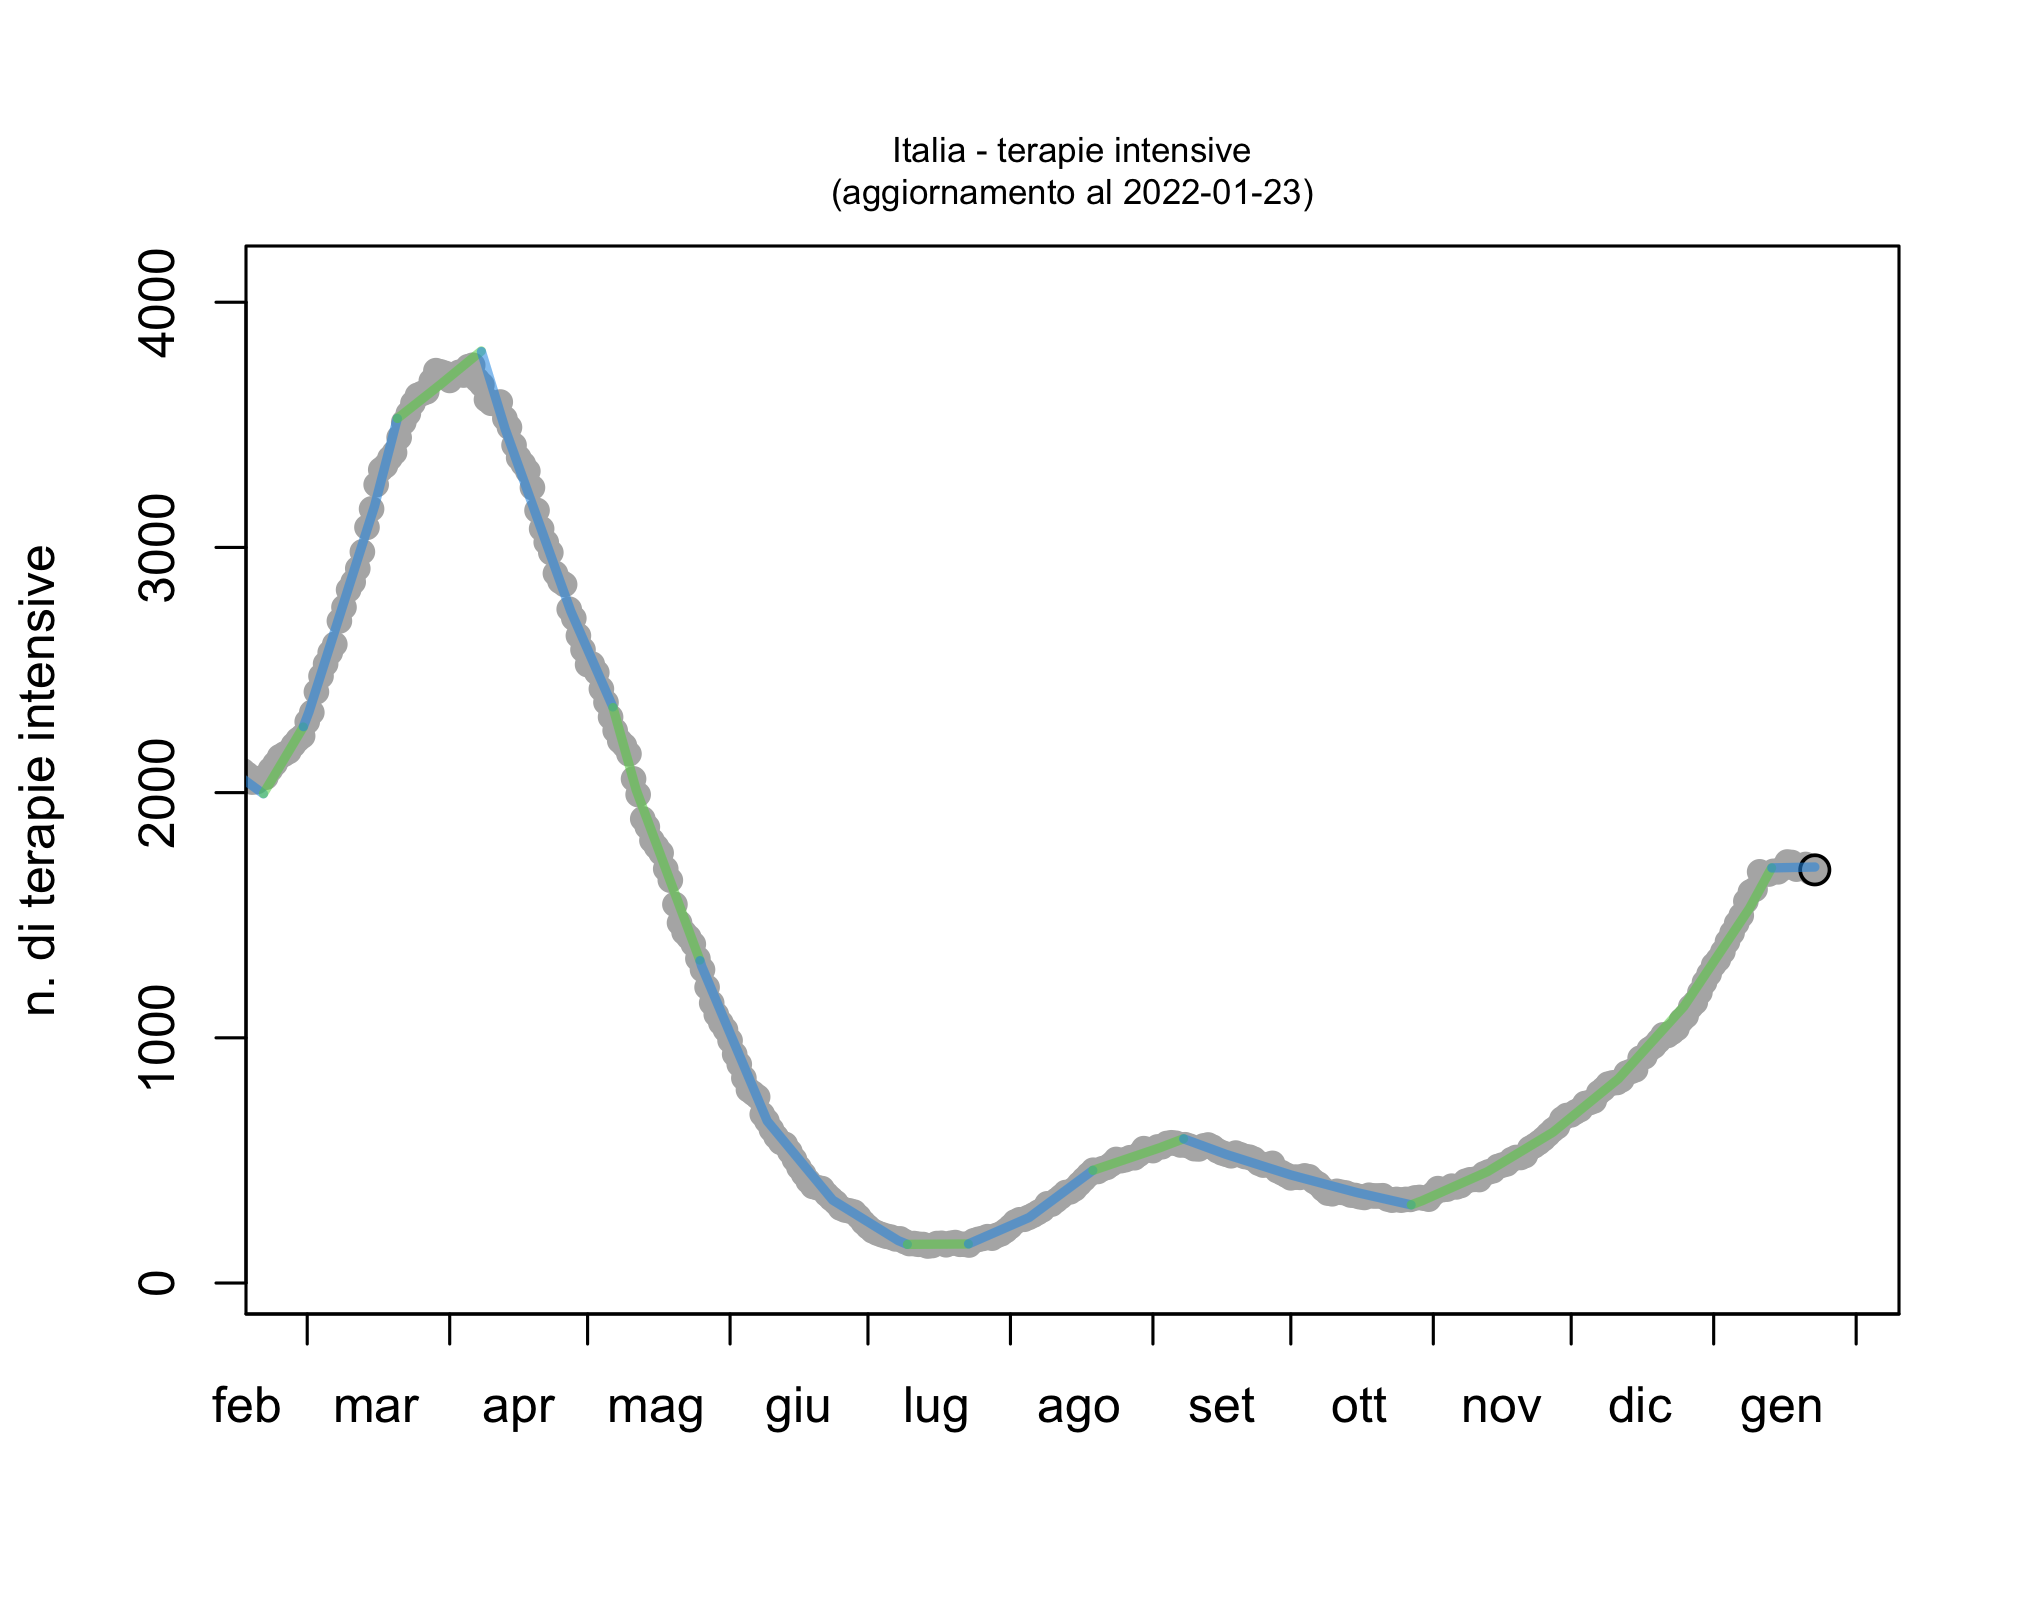 Italia - terapie intensive
(aggiornamento al 2022-01-23)
n. di terapie intensive
4000
3000
2000
1000
0
feb mar apr mag giu lug ago set ott nov dic gen